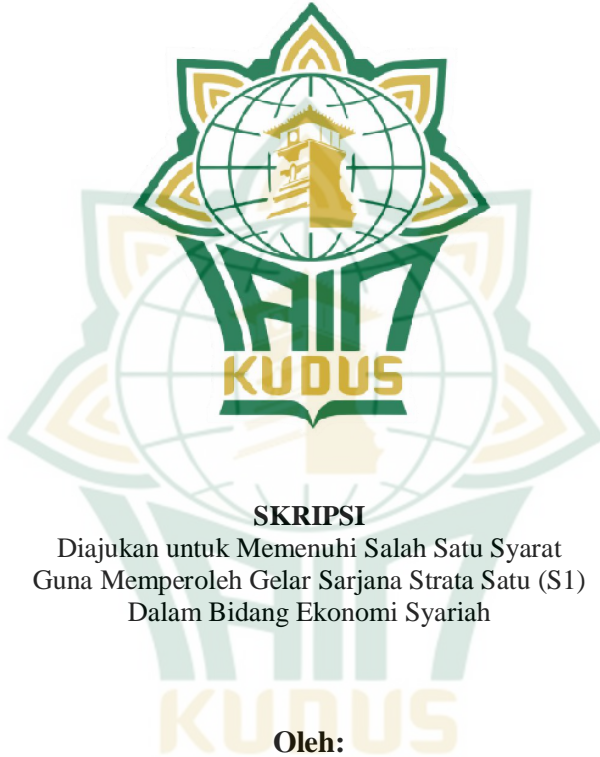 IAIN
KUDUS
SKRIPSI
Diajukan untuk Memenuhi Salah Satu Syarat
Guna Memperoleh Gelar Sarjana Strata Satu (S1)
Dalam Bidang Ekonomi Syariah
KUDUS
Oleh: